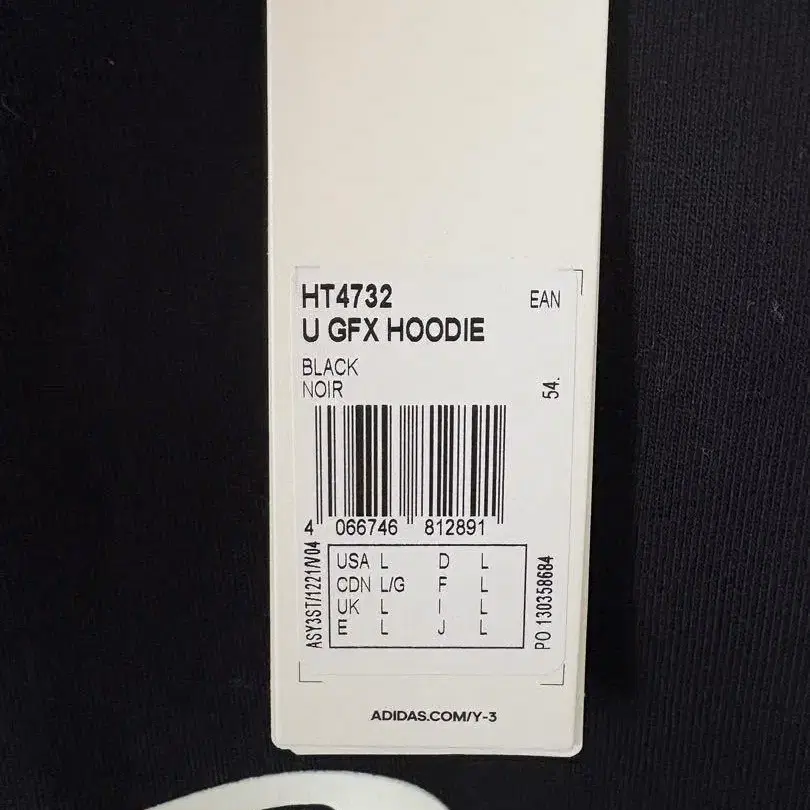 HT4732
EAN
U GFX HOODIE
BLACK
NOIR
54.
4 066746 812891
ASY3ST/1221/V04
USA L D L
CDN L/G F L
UK L I L
E L J L
PO 130358684
ADIDAS.COM/Y-3